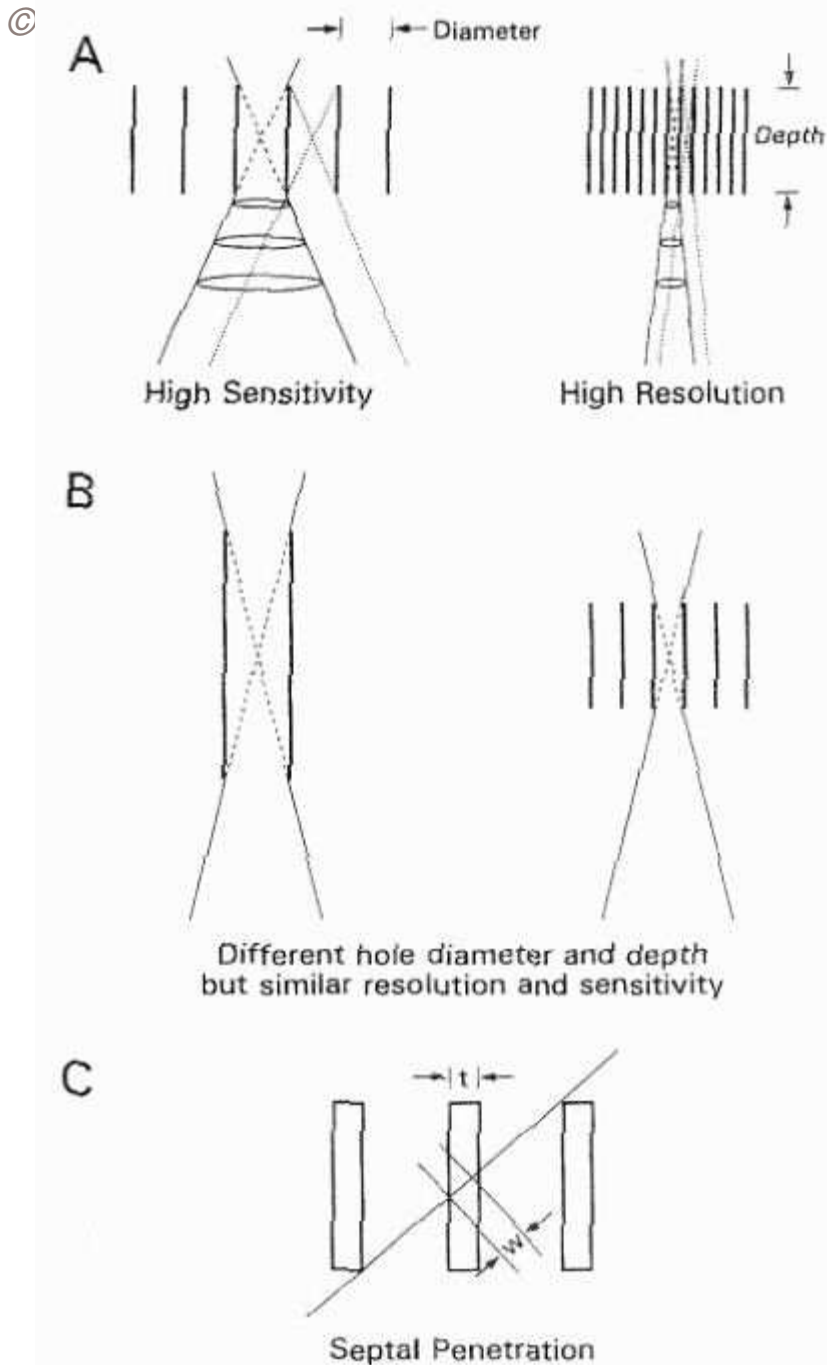 ©
A
Diameter
Depth
High Sensitivity
High Resolution
B
Different hole diameter and depth
but similar resolution and sensitivity
C
t
W
Septal Penetration